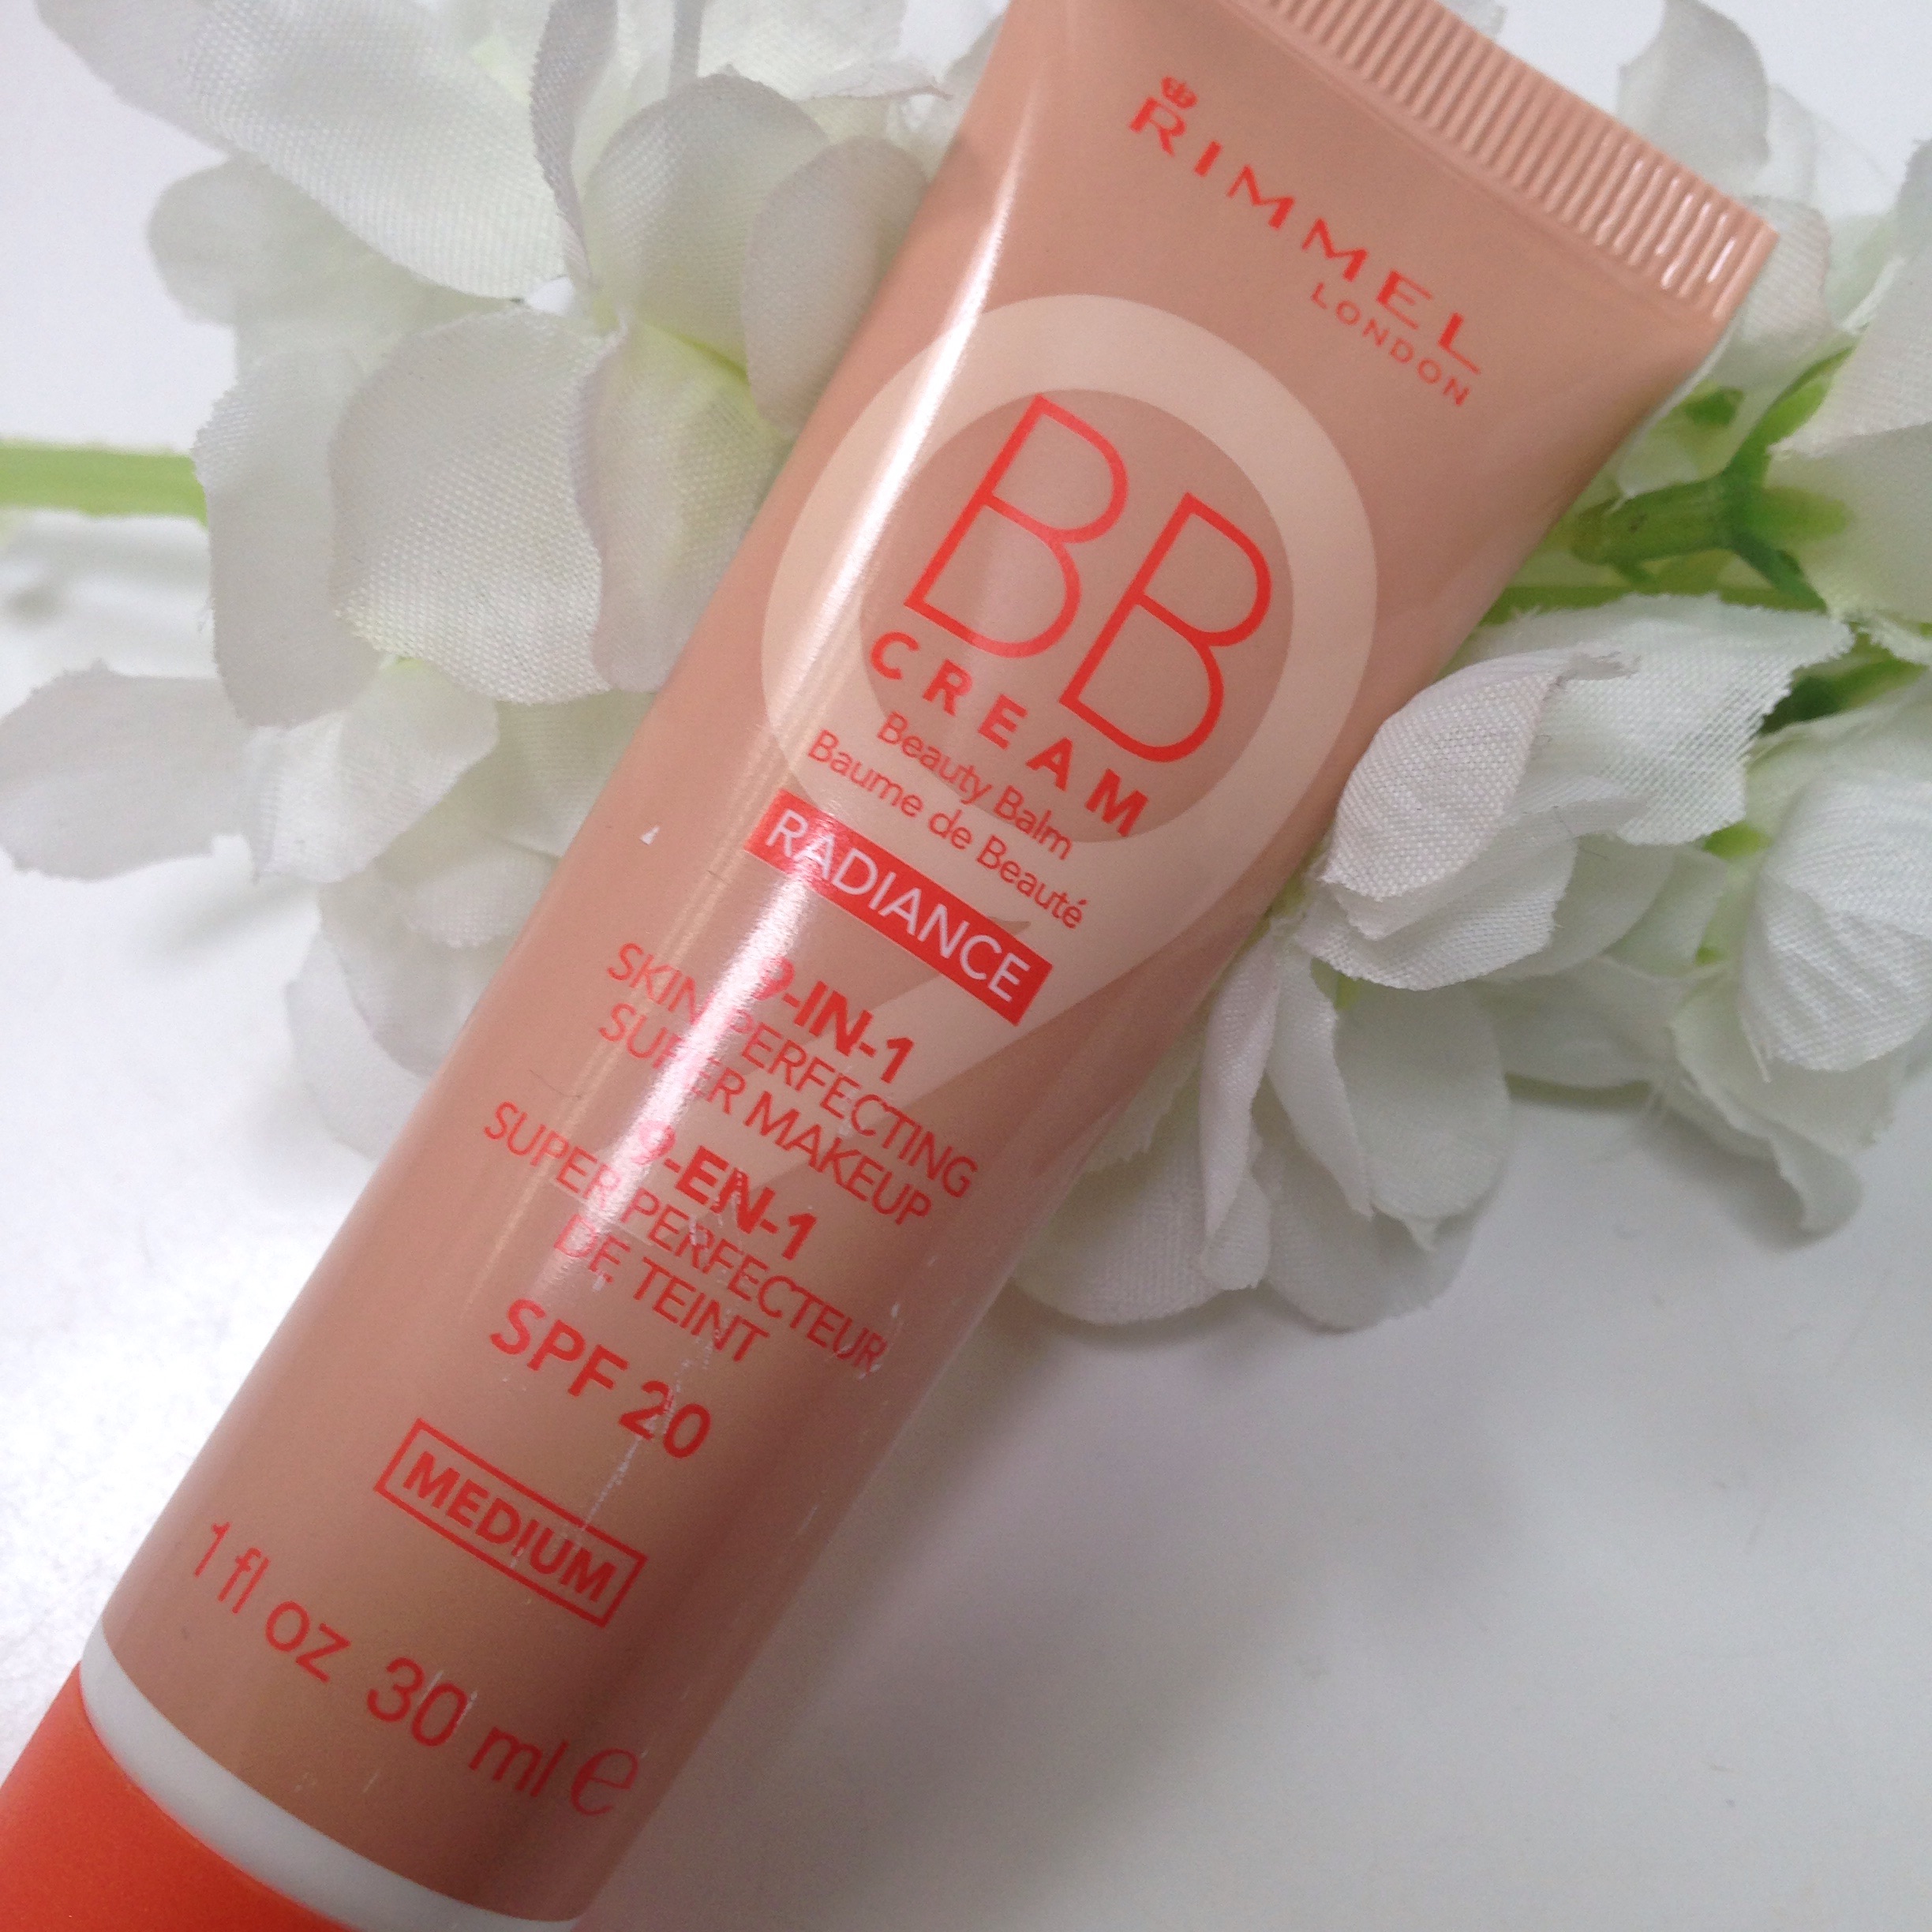 RIMMEL
LONDON
BB
CREAM
Beauty Balm
Baume de Beauté
RADIANCE
9-IN-1
SKIN PERFECTING
SUPER MAKEUP
9-EN-1
SUPER PERFECTEUR
DE TEINT
SPF 20
MEDIUM
1 fl oz 30 ml e